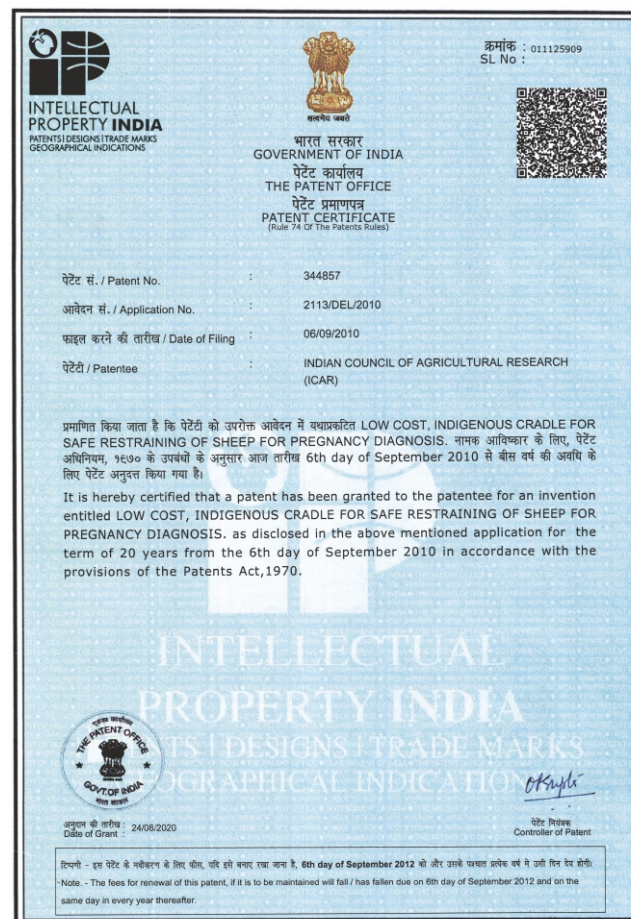 क्रमांक : 011125909
SL No :
INTELLECTUAL
PROPERTY INDIA
PATENTS | DESIGNS | TRADE MARKS
GEOGRAPHICAL INDICATIONS
सत्यमेव जयते
भारत सरकार
GOVERNMENT OF INDIA
पेटेंट कार्यालय
THE PATENT OFFICE
पेटेंट प्रमाणपत्र
PATENT CERTIFICATE
(Rule 74 Of The Patents Rules)
पेटेंट सं. / Patent No. : 344857
आवेदन सं. / Application No. : 2113/DEL/2010
फाइल करने की तारीख / Date of Filing : 06/09/2010
पेटेंटी / Patentee : INDIAN COUNCIL OF AGRICULTURAL RESEARCH
(ICAR)
प्रमाणित किया जाता है कि पेटेंटी को उपरोक्त आवेदन में यथाप्रकटित LOW COST, INDIGENOUS CRADLE FOR
SAFE RESTRAINING OF SHEEP FOR PREGNANCY DIAGNOSIS. नामक आविष्कार के लिए, पेटेंट
अधिनियम, १९७० के उपबंधों के अनुसार आज तारीख 6th day of September 2010 से बीस वर्ष की अवधि के
लिए पेटेंट अनुदत्त किया गया है।
It is hereby certified that a patent has been granted to the patentee for an invention
entitled LOW COST, INDIGENOUS CRADLE FOR SAFE RESTRAINING OF SHEEP FOR
PREGNANCY DIAGNOSIS. as disclosed in the above mentioned application for the
term of 20 years from the 6th day of September 2010 in accordance with the
provisions of the Patents Act,1970.
INTELLECTUAL
PROPERTY INDIA
DESIGNS | TRADE MARKS
GEOGRAPHICAL INDICATIONS
THE PATENT OFFICE
GOVT. OF INDIA
भारत सरकार
अनुदान की तारीख : 24/08/2020
Date of Grant :
पेटेंट नियंत्रक
Controller of Patent
टिप्पणी - इस पेटेंट के नवीकरण के लिए फीस, यदि इसे बनाए रखा जाना है, 6th day of September 2012 को और उसके पश्चात प्रत्येक वर्ष मे उसी दिन देय होगी।
Note. - The fees for renewal of this patent, if it is to be maintained will fall / has fallen due on 6th day of September 2012 and on the
same day in every year thereafter.